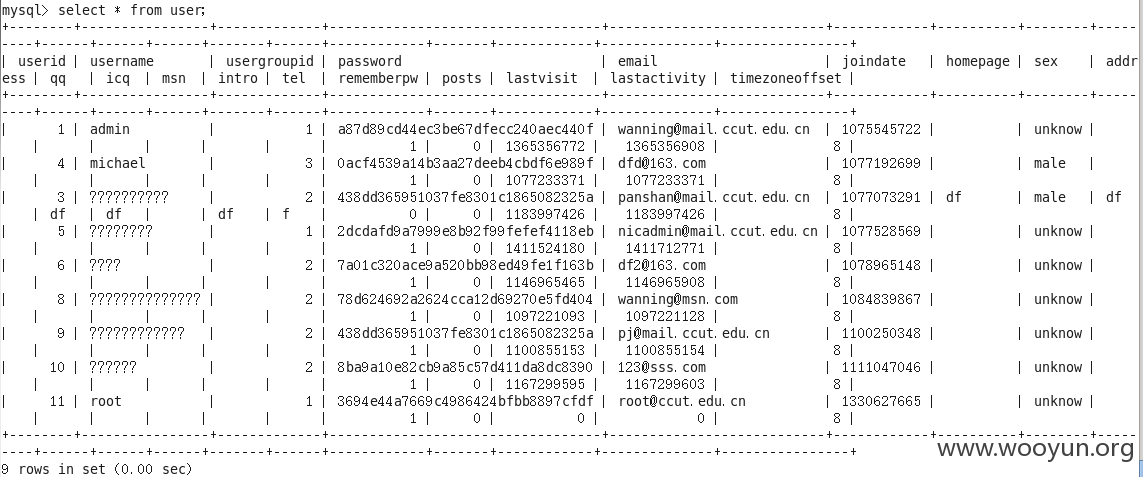 mysql> select * from user;
+--------+----------------+-------------+----------------------------------+---------------------------+------------+----------+--------+-----
----+------+------+------+-------+------+------------+-------+------------+--------------+----------------+
| userid | username | usergroupid | password | email | joindate | homepage | sex | addr
ess | qq | icq | msn | intro | tel | rememberpw | posts | lastvisit | lastactivity | timezoneoffset |
+--------+----------------+-------------+----------------------------------+---------------------------+------------+----------+--------+-----
----+------+------+------+-------+------+------------+-------+------------+--------------+----------------+
| 1 | admin | 1 | a87d89cd44ec3be67dfecc240aec440f | wanning@mail.ccut.edu.cn | 1075545722 | | unknow |
| | | | | | 1 | 0 | 1365356772 | 1365356908 | 8 |
| 4 | michael | 3 | 0acf4539a14b3aa27deeb4cbdf6e989f | dfd@163.com | 1077192699 | | male |
| | | | | | 1 | 0 | 1077233371 | 1077233371 | 8 |
| 3 | ?????????? | 2 | 438dd365951037fe8301c1865082325a | panshan@mail.ccut.edu.cn | 1077073291 | df | male | df
| df | df | | df | f | 0 | 0 | 1183997426 | 1183997426 | 8 |
| 5 | ???????? | 1 | 2dcdafd9a7999e8b92f99fefef4118eb | nicadmin@mail.ccut.edu.cn | 1077528569 | | unknow |
| | | | | | 1 | 0 | 1411524180 | 1411712771 | 8 |
| 6 | ???? | 2 | 7a01c320ace9a520bb98ed49fe1f163b | df2@163.com | 1078965148 | | unknow |
| | | | | | 1 | 0 | 1146965465 | 1146965908 | 8 |
| 8 | ?????????????? | 2 | 78d624692a2624cca12d69270e5fd404 | wanning@msn.com | 1084839867 | | unknow |
| | | | | | 1 | 0 | 1097221093 | 1097221128 | 8 |
| 9 | ???????????? | 2 | 438dd365951037fe8301c1865082325a | pj@mail.ccut.edu.cn | 1100250348 | | unknow |
| | | | | | 1 | 0 | 1100855153 | 1100855154 | 8 |
| 10 | ?????? | 2 | 8ba9a10e82cb9a85c57d411da8dc8390 | 123@sss.com | 1111047046 | | unknow |
| | | | | | 1 | 0 | 1167299595 | 1167299603 | 8 |
| 11 | root | 1 | 3694e44a7669c4986424bfbb8897cfdf | root@ccut.edu.cn | 1330627665 | | unknow |
| | | | | | 1 | 0 | 0 | 0 | 8 |
+--------+----------------+-------------+----------------------------------+---------------------------+------------+----------+--------+-----
----+------+------+------+-------+------+------------+-------+------------+--------------+----------------+
www.wooyun.org
9 rows in set (0.00 sec)